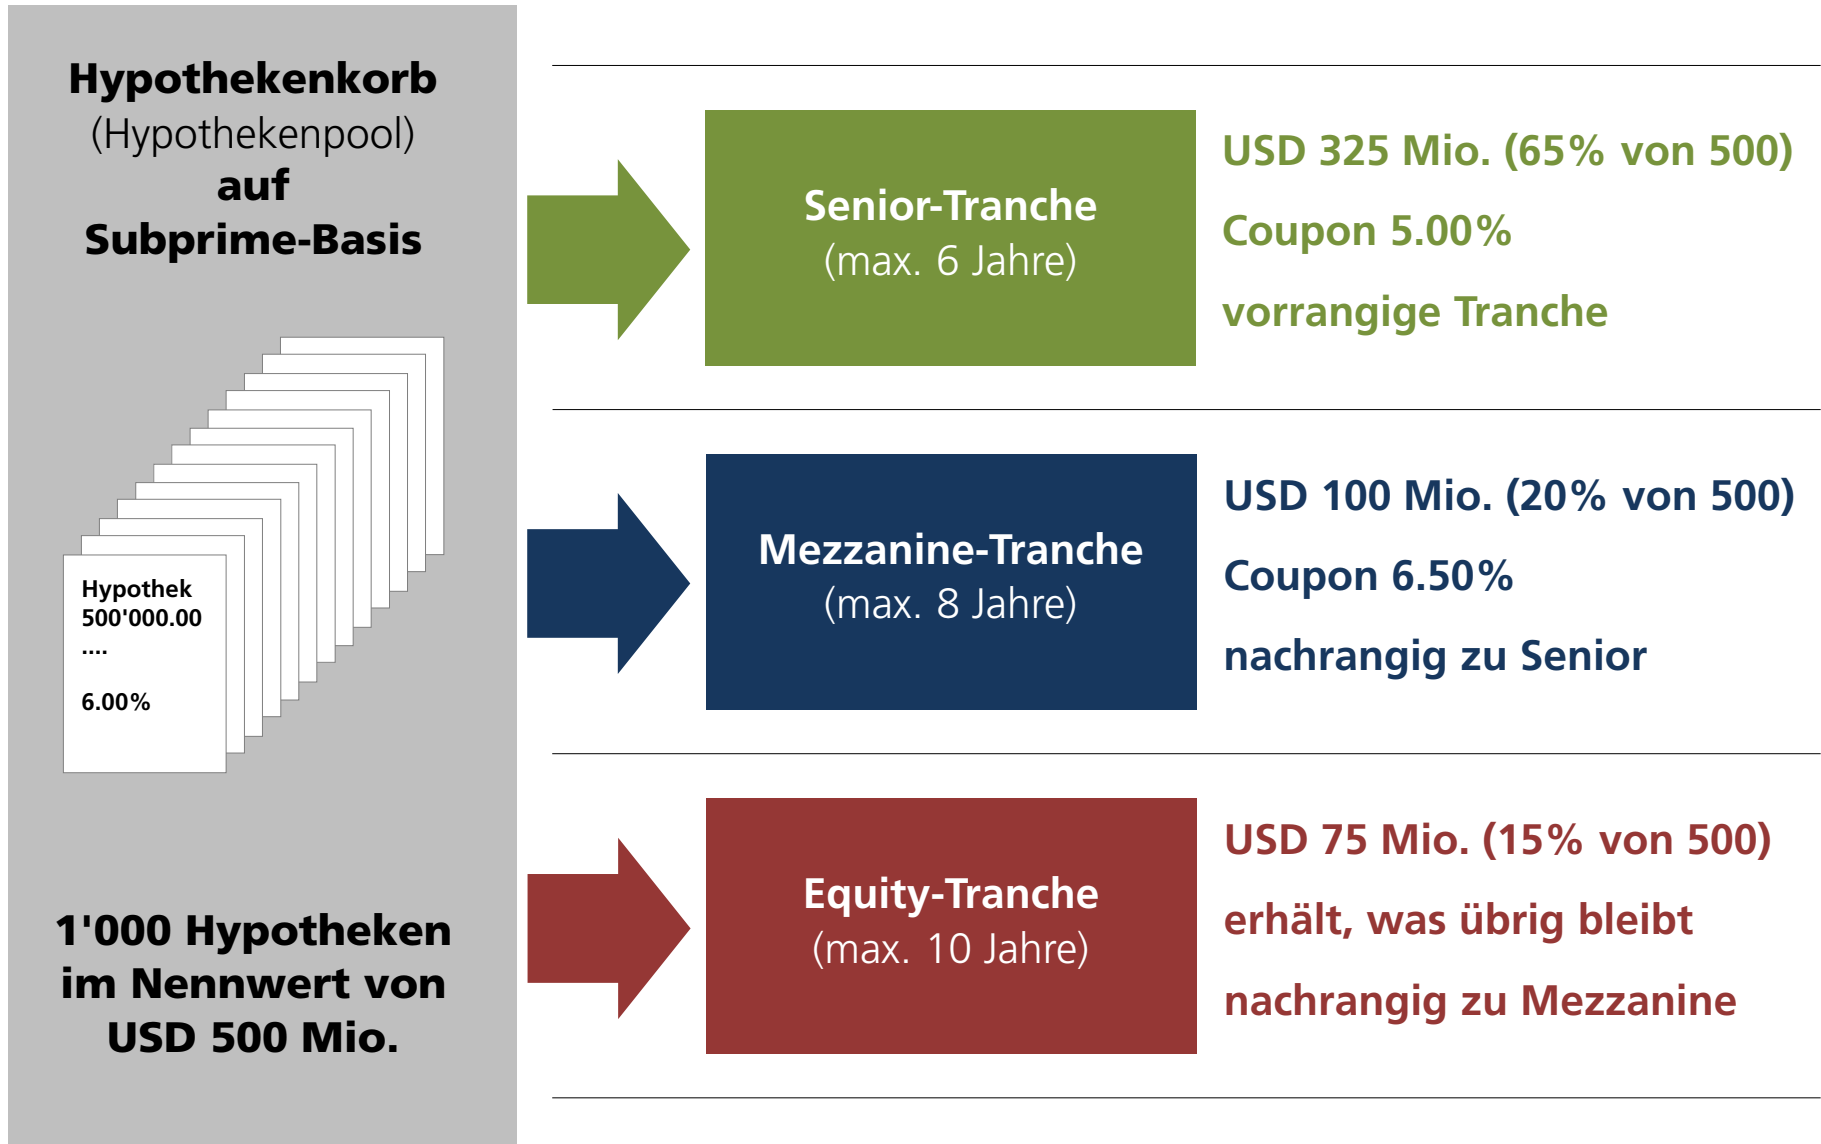 Hypothekenkorb
(Hypothekenpool)
auf
Subprime-Basis
Hypothek
500'000.00
....
6.00%
1'000 Hypotheken
im Nennwert von
USD 500 Mio.
Senior-Tranche
(max. 6 Jahre)
USD 325 Mio. (65% von 500)
Coupon 5.00%
vorrangige Tranche
Mezzanine-Tranche
(max. 8 Jahre)
USD 100 Mio. (20% von 500)
Coupon 6.50%
nachrangig zu Senior
Equity-Tranche
(max. 10 Jahre)
USD 75 Mio. (15% von 500)
erhält, was übrig bleibt
nachrangig zu Mezzanine